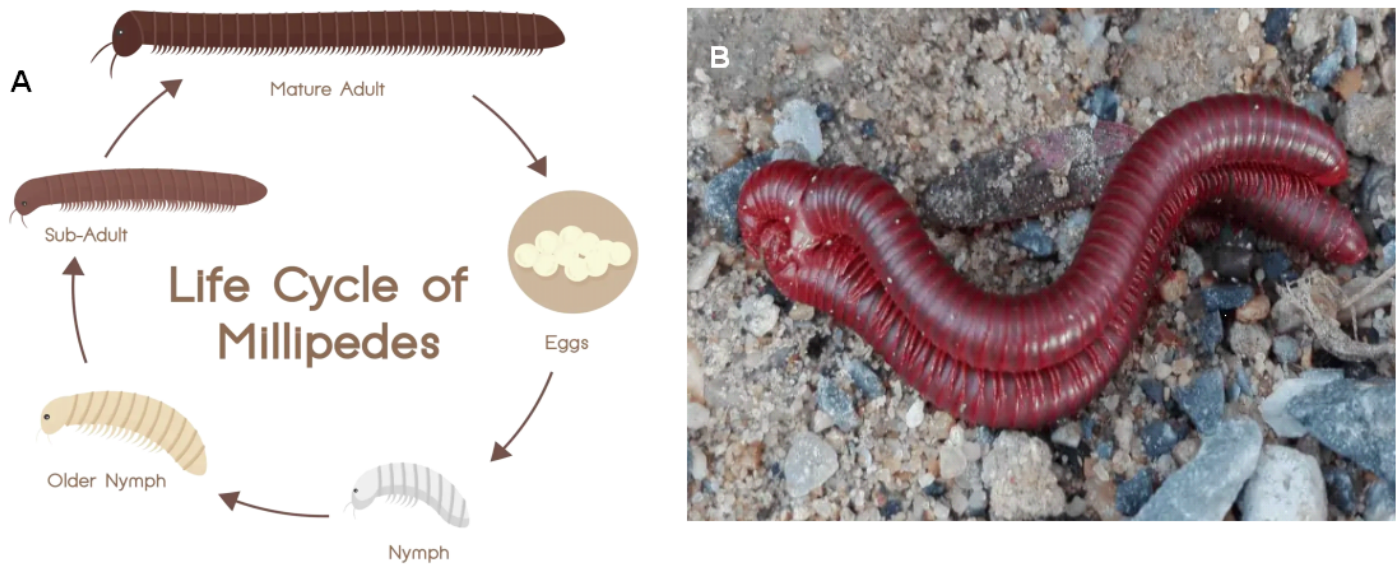 A
Mature Adult
B
Sub-Adult
Life Cycle of
Millipedes
Eggs
Older Nymph
Nymph